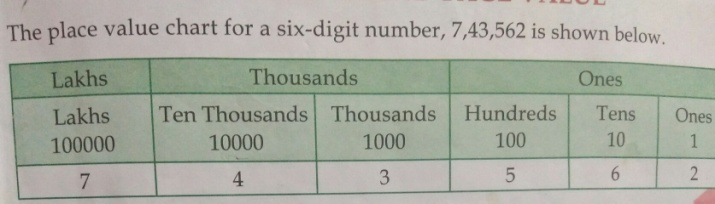 The place value chart for a six-digit number, 7,43,562 is shown below.
Lakhs Thousands Ones
Lakhs Ten Thousands Thousands Hundreds Tens Ones
100000 10000 1000 100 10 1
7 4 3 5 6 2